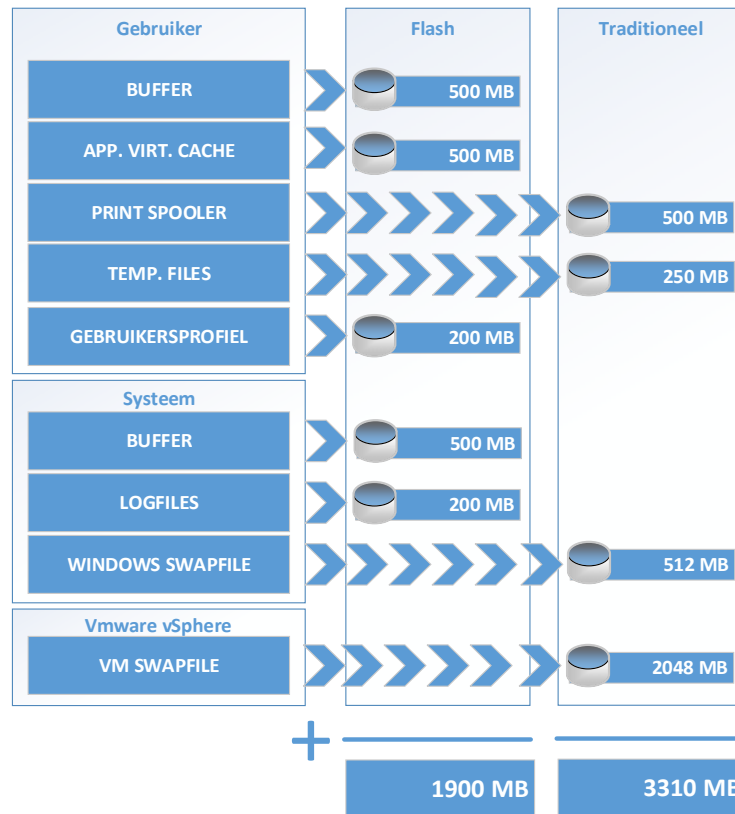 Gebruiker
Flash
Traditioneel
BUFFER
500 MB
APP. VIRT. CACHE
500 MB
PRINT SPOOLER
500 MB
TEMP. FILES
250 MB
GEBRUIKERSPROFIEL
200 MB
Systeem
BUFFER
500 MB
LOGFILES
200 MB
WINDOWS SWAPFILE
512 MB
Vmware vSphere
VM SWAPFILE
2048 MB
+
1900 MB
3310 MB